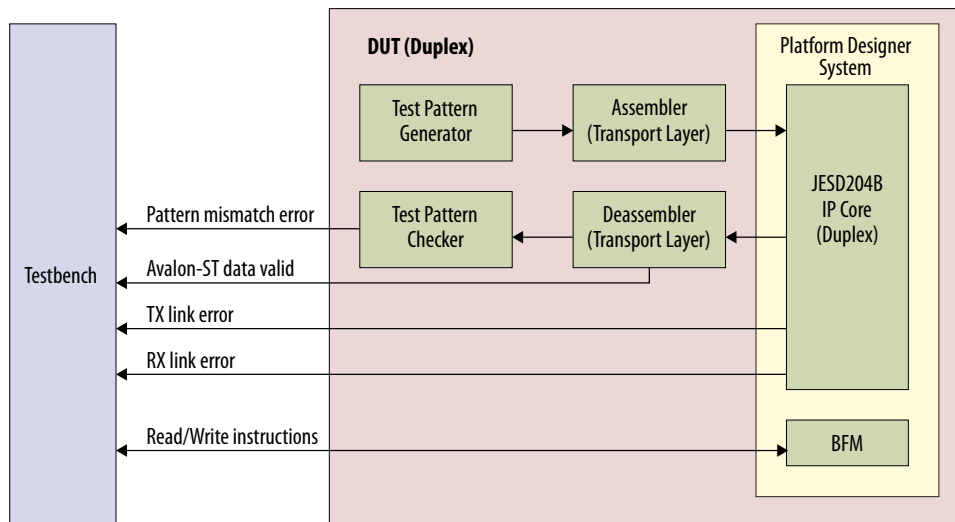 DUT (Duplex)
Platform Designer
System
Test Pattern
Generator
Assembler
(Transport Layer)
JESD204B
IP Core
(Duplex)
Pattern mismatch error
Test Pattern
Checker
Deassembler
(Transport Layer)
Testbench
Avalon-ST data valid
TX link error
RX link error
Read/Write instructions
BFM